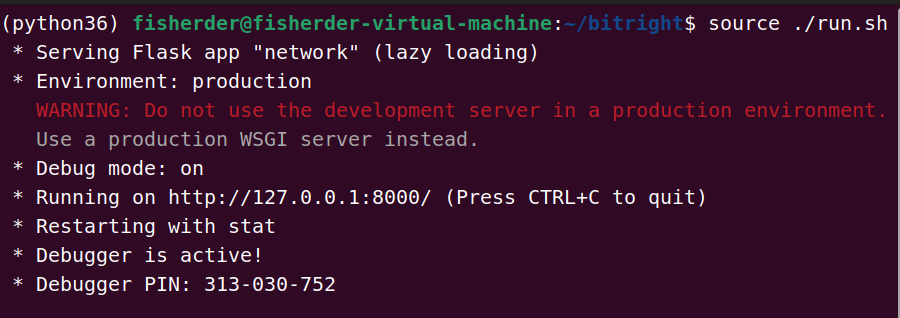 (python36) fisherder@fisherder-virtual-machine:~/bitright$ source ./run.sh
 * Serving Flask app "network" (lazy loading)
 * Environment: production
   WARNING: Do not use the development server in a production environment.
   Use a production WSGI server instead.
 * Debug mode: on
 * Running on http://127.0.0.1:8000/ (Press CTRL+C to quit)
 * Restarting with stat
 * Debugger is active!
 * Debugger PIN: 313-030-752